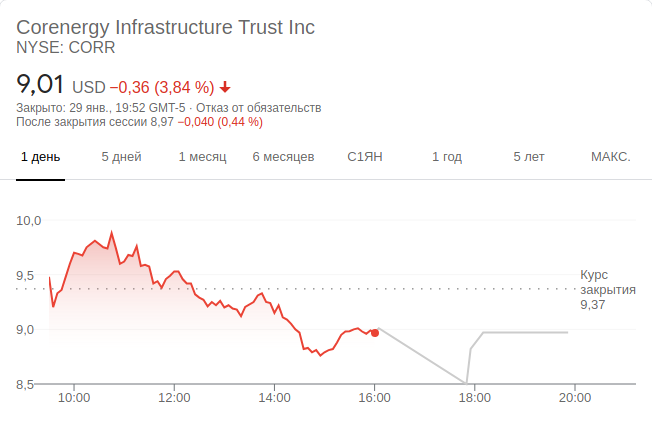 Corenergy Infrastructure Trust Inc
NYSE: CORR
9,01 USD −0,36 (3,84 %)
Закрыто: 29 янв., 19:52 GMT-5 · Отказ от обязательств
После закрытия сессии 8,97 −0,040 (0,44 %)
1 день 5 дней 1 месяц 6 месяцев С1ЯН 1 год 5 лет МАКС.
10,0
9,5
Курс
закрытия
9,37
9,0
8,5
10:00 12:00 14:00 16:00 18:00 20:00